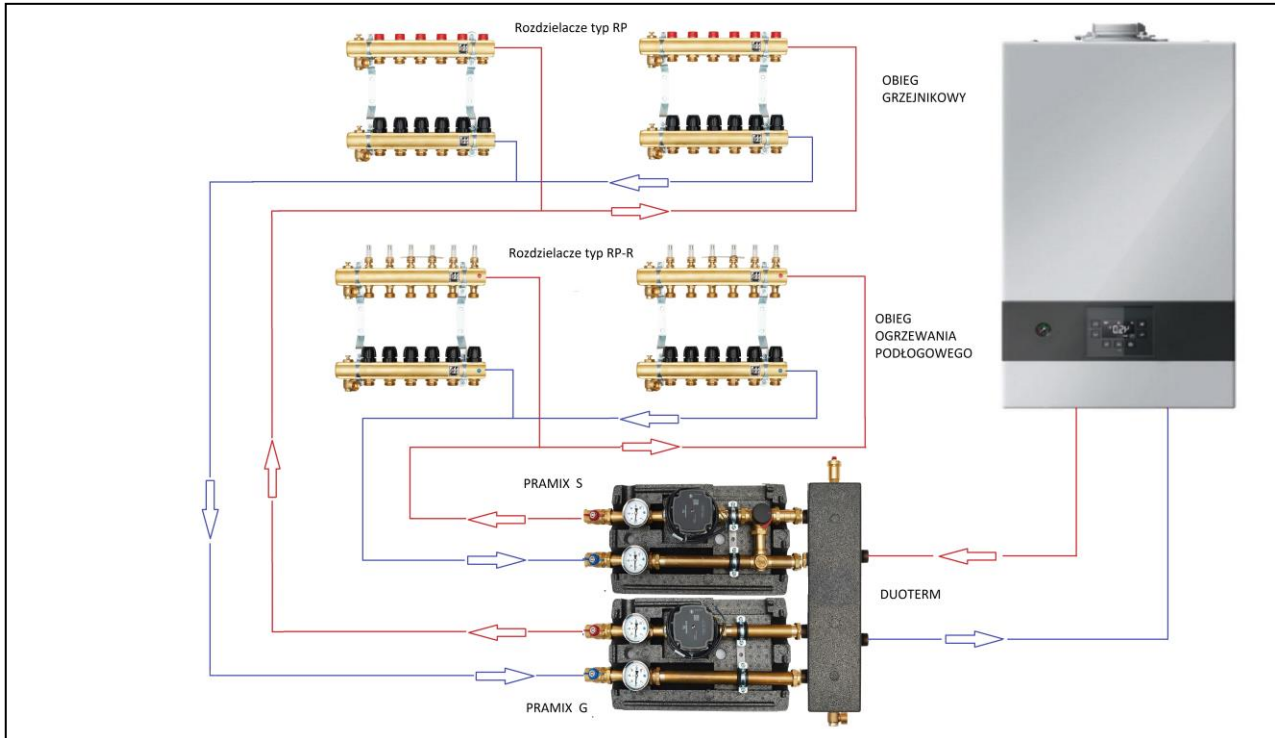 Rozdzielacze typ RP
OBIEG
GRZEJNIKOWY
Rozdzielacze typ RP-R
OBIEG
OGRZEWANIA
PODŁOGOWEGO
PRAMIX S
DUOTERM
PRAMIX G